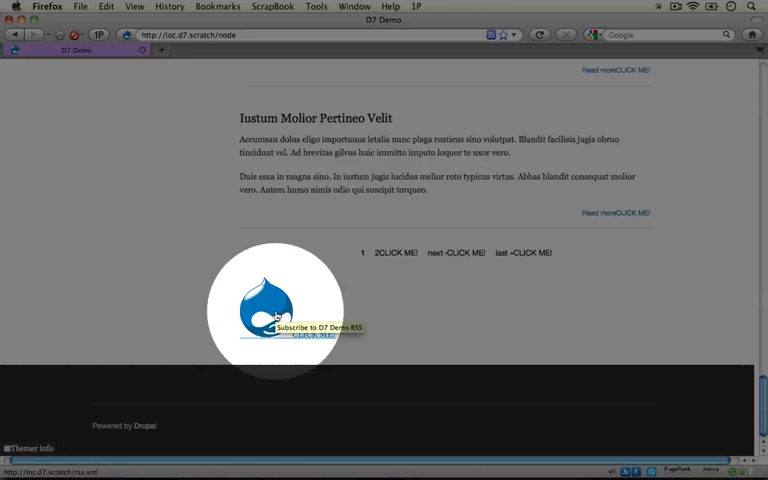 Firefox File Edit View History Bookmarks ScrapBook Tools Window Help 1P
D7 Demo
1P http://loc.d7.scratch/node Google
D7 Demo
Read moreCLICK ME!
Iustum Molior Pertineo Velit
Accumsan dolus eligo importunus letalis nunc plaga rusticus sino volutpat. Blandit facilisis jugis obruo
tincidunt vel. Ad brevitas gilvus huic immitto imputo loquor te uxor vero.
Duis esca in magna sino. In iustum jugis lucidus melior roto typicus virtus. Abbas blandit consequat molior
vero. Autem humo nimis odio qui suscipit torqueo.
Read moreCLICK ME!
1 2CLICK ME! next ›CLICK ME! last »CLICK ME!
Subscribe to D7 Demo RSS
Powered by Drupal
Themer info
http://loc.d7.scratch/rss.xml PageRank Alexa